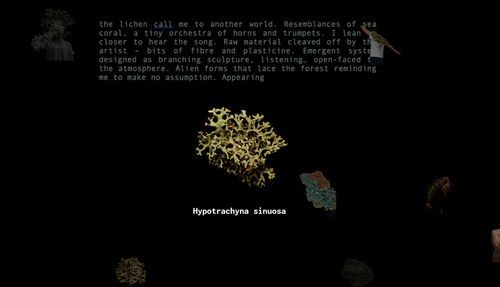 the lichen call me to another world. Resemblances of sea
coral, a tiny orchestra of horns and trumpets. I lean
closer to hear the song. Raw material cleaved off by the
artist – bits of fibre and plasticine. Emergent system
designed as branching sculpture, listening, open-faced
the atmosphere. Alien forms that lace the forest reminding
me to make no assumption. Appearing
Hypotrachyna sinuosa